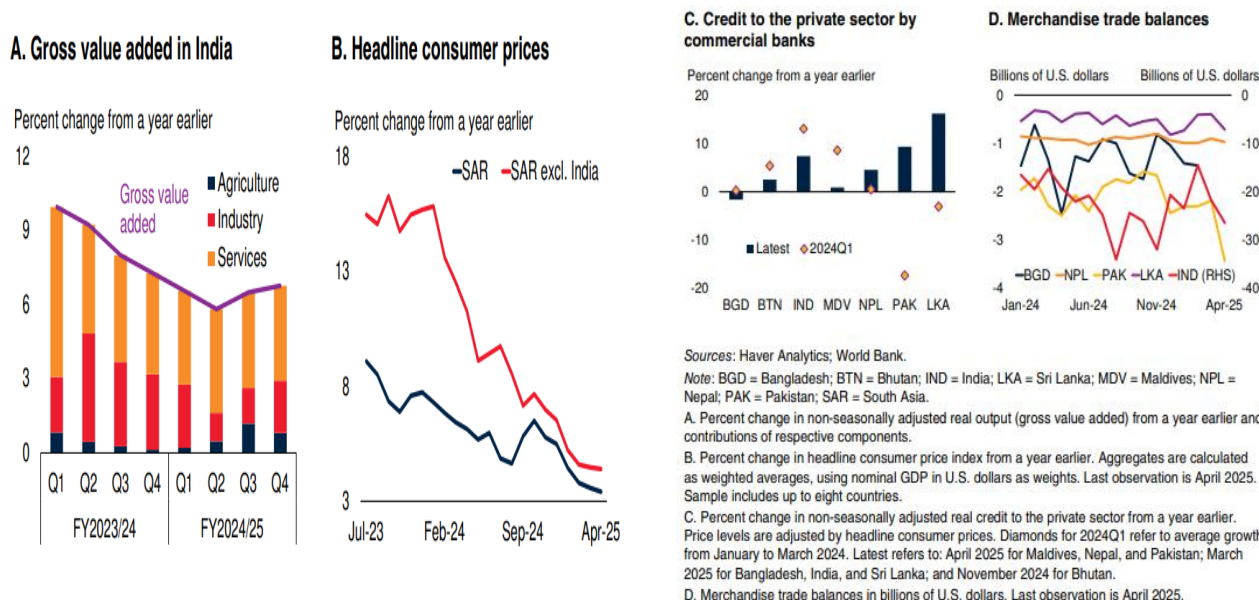 A. Gross value added in India
Percent change from a year earlier
12
9
6
3
0
Gross value
added
Agriculture
Industry
Services
Q1 Q2 Q3 Q4 Q1 Q2 Q3 Q4
FY2023/24 FY2024/25
B. Headline consumer prices
Percent change from a year earlier
18
13
8
3
SAR SAR excl. India
Jul-23 Feb-24 Sep-24 Apr-25
C. Credit to the private sector by
commercial banks
Percent change from a year earlier
20
10
0
-10
-20
Latest 2024Q1
BGD BTN IND MDV NPL PAK LKA
D. Merchandise trade balances
Billions of U.S. dollars Billions of U.S. dollars
0 0
-1 -10
-2 -20
-3 -30
-4 -40
BGD NPL PAK LKA IND (RHS)
Jan-24 Jun-24 Nov-24 Apr-25
Sources: Haver Analytics; World Bank.
Note: BGD = Bangladesh; BTN = Bhutan; IND = India; LKA = Sri Lanka; MDV = Maldives; NPL =
Nepal; PAK = Pakistan; SAR = South Asia.
A. Percent change in non-seasonally adjusted real output (gross value added) from a year earlier and
contributions of respective components.
B. Percent change in headline consumer price index from a year earlier. Aggregates are calculated
as weighted averages, using nominal GDP in U.S. dollars as weights. Last observation is April 2025.
Sample includes up to eight countries.
C. Percent change in non-seasonally adjusted real credit to the private sector from a year earlier.
Price levels are adjusted by headline consumer prices. Diamonds for 2024Q1 refer to average growth
from January to March 2024. Latest refers to: April 2025 for Maldives, Nepal, and Pakistan; March
2025 for Bangladesh, India, and Sri Lanka; and November 2024 for Bhutan.
D. Merchandise trade balances in billions of U.S. dollars. Last observation is April 2025.